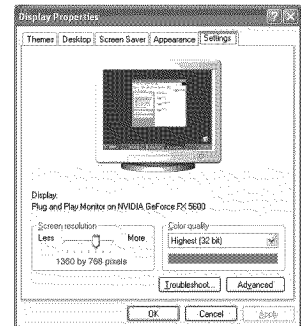 Display Properties
Themes Desktop Screen Saver Appearance Settings
Display:
Plug and Play Monitor on NVIDIA GeForce FX 5600
Screen resolution
Less More
1360 by 768 pixels
Color quality
Highest (32 bit)
Troubleshoot... Advanced
OK Cancel Apply